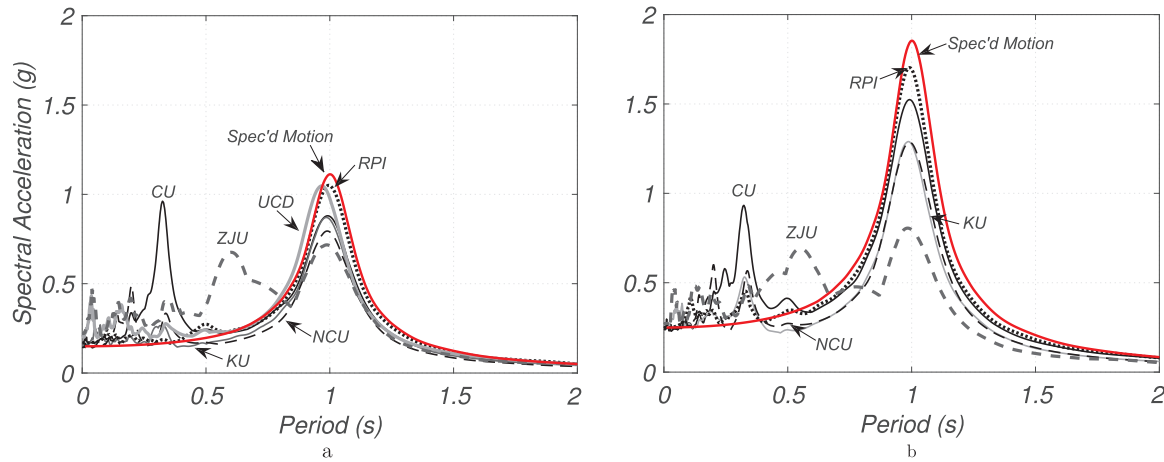 2
1.5
1
0.5
0
Spectral Acceleration (g)
CU
ZJU
UCD
Spec'd Motion
RPI
NCU
KU
0 0.5 1 1.5 2
Period (s)
a
2
1.5
1
0.5
0
Spec'd Motion
RPI
CU
ZJU
KU
NCU
0 0.5 1 1.5 2
Period (s)
b